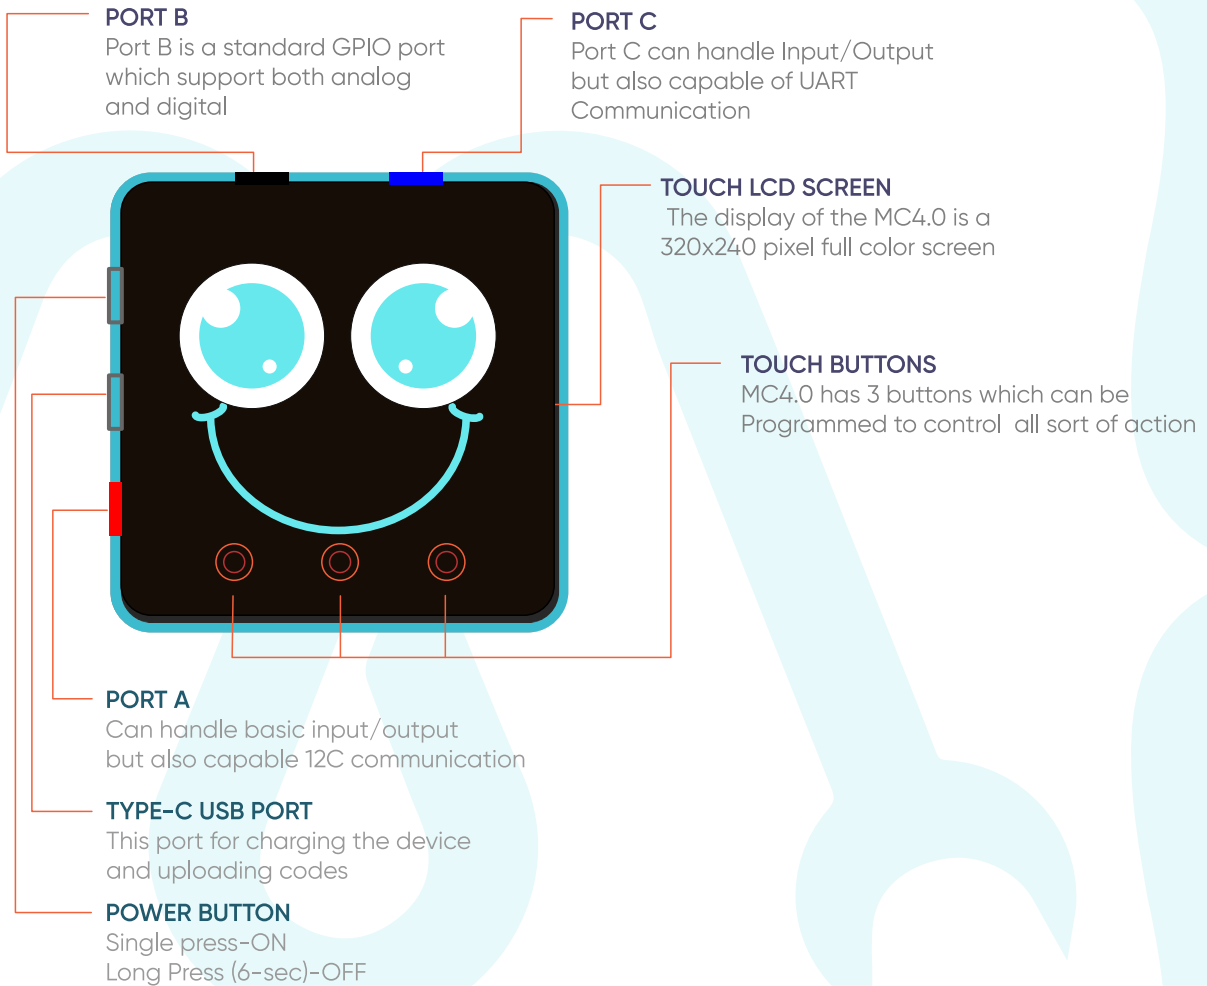 PORT B
Port B is a standard GPIO port
which support both analog
and digital
PORT C
Port C can handle Input/Output
but also capable of UART
Communication
TOUCH LCD SCREEN
The display of the MC4.0 is a
320x240 pixel full color screen
TOUCH BUTTONS
MC4.0 has 3 buttons which can be
Programmed to control all sort of action
PORT A
Can handle basic input/output
but also capable 12C communication
TYPE-C USB PORT
This port for charging the device
and uploading codes
POWER BUTTON
Single press-ON
Long Press (6-sec)-OFF